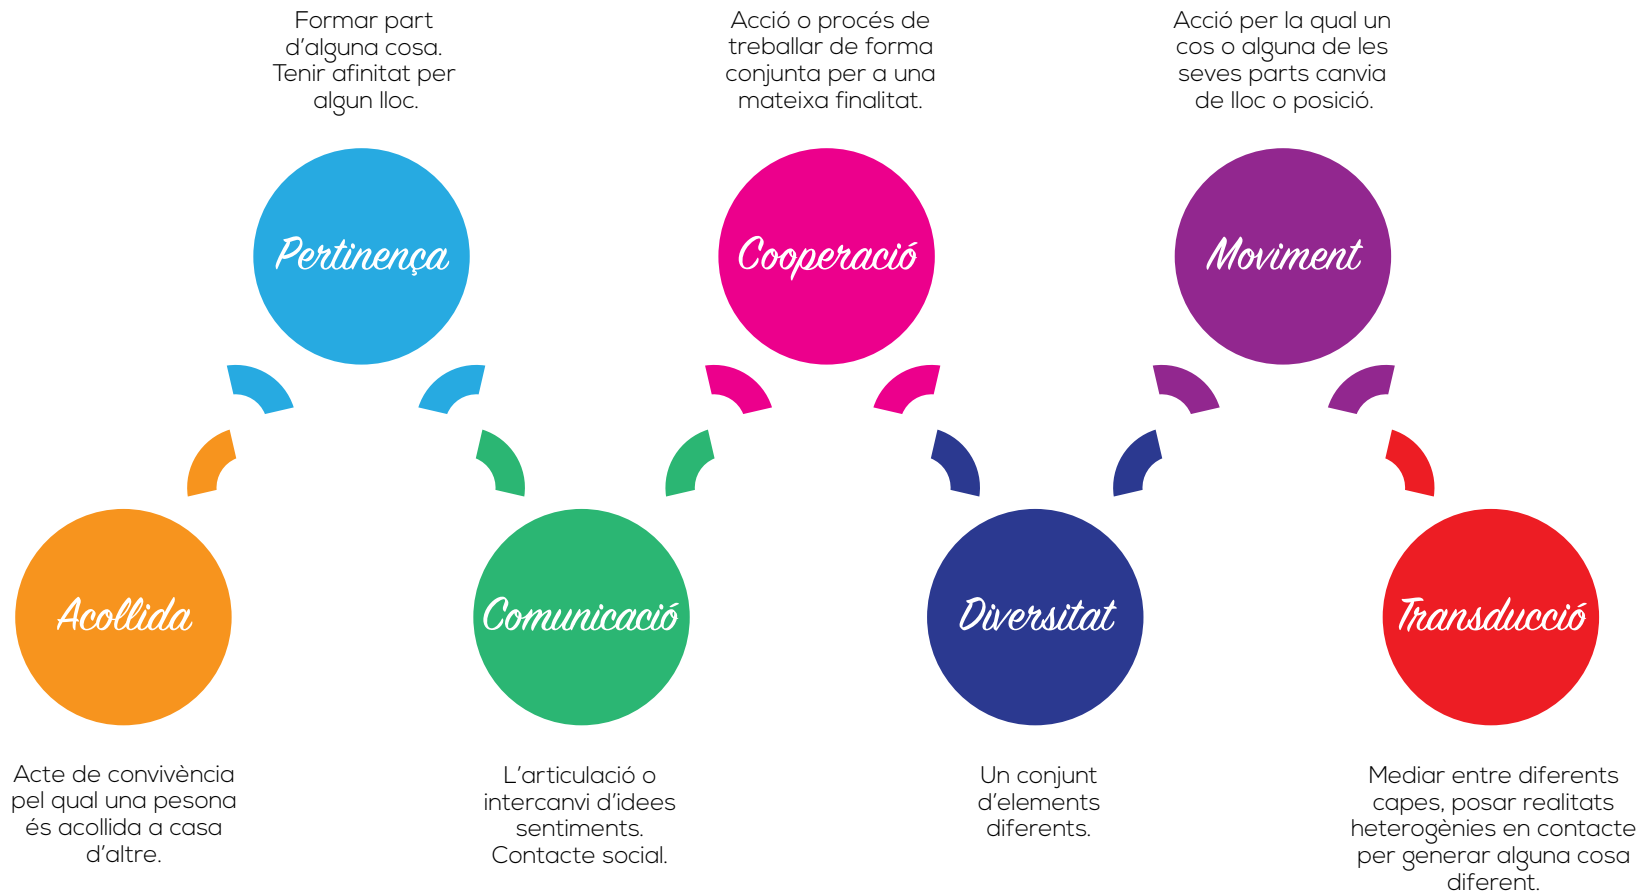 Formar part
d'alguna cosa.
Tenir afinitat per
algun lloc.
Acció o procés de
treballar de forma
conjunta per a una
mateixa finalitat.
Acció per la qual un
cos o alguna de les
seves parts canvia
de lloc o posició.
Pertinença
Cooperació
Moviment
Acollida
Comunicació
Diversitat
Transducció
Acte de convivència
pel qual una pesona
és acollida a casa
d'altre.
L'articulació o
intercanvi d'idees
sentiments.
Contacte social.
Un conjunt
d'elements
diferents.
Mediar entre diferents
capes, posar realitats
heterogènies en contacte
per generar alguna cosa
diferent.